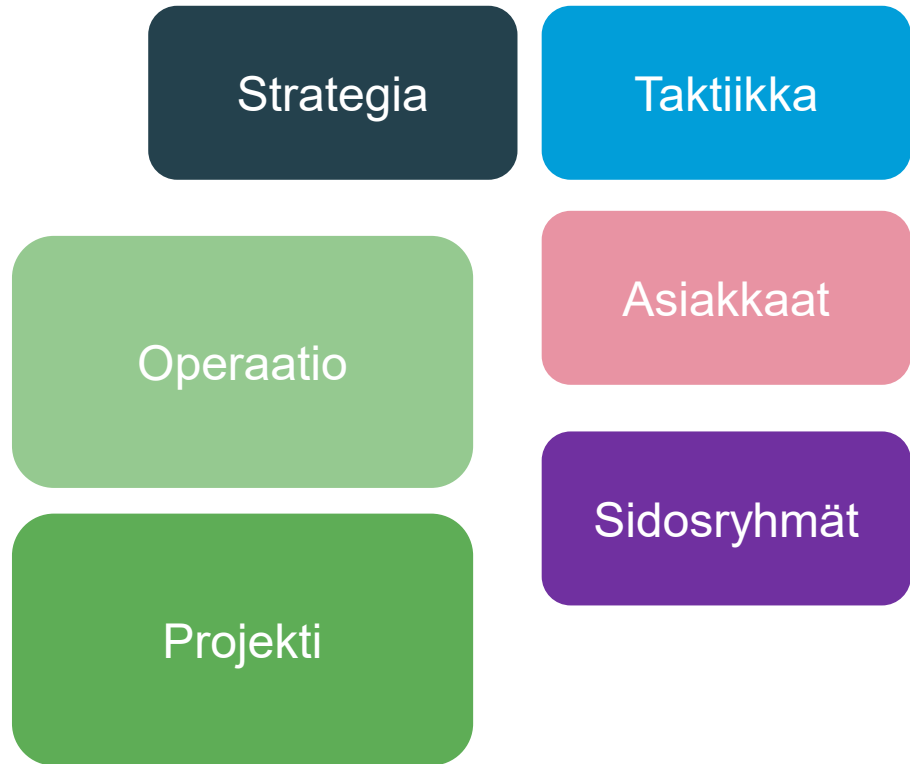 Strategia
Taktiikka
Operaatio
Asiakkaat
Sidosryhmät
Projekti